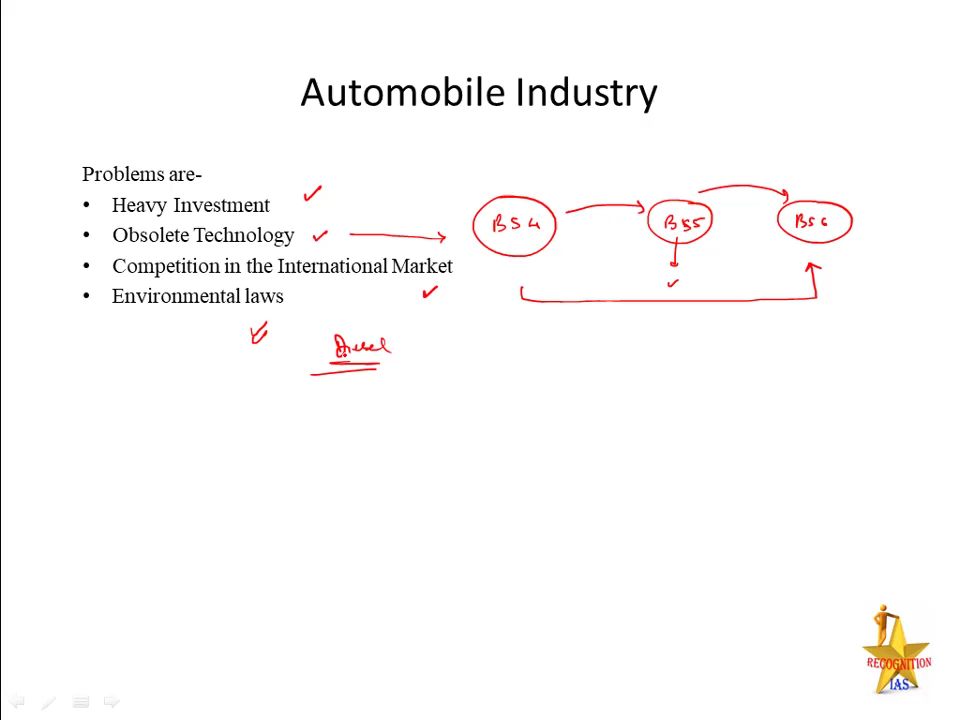 Automobile Industry
Problems are-
• Heavy Investment
• Obsolete Technology
• Competition in the International Market
• Environmental laws
BS4 BS5 BS6
Diesel
RECOGNITION
IAS